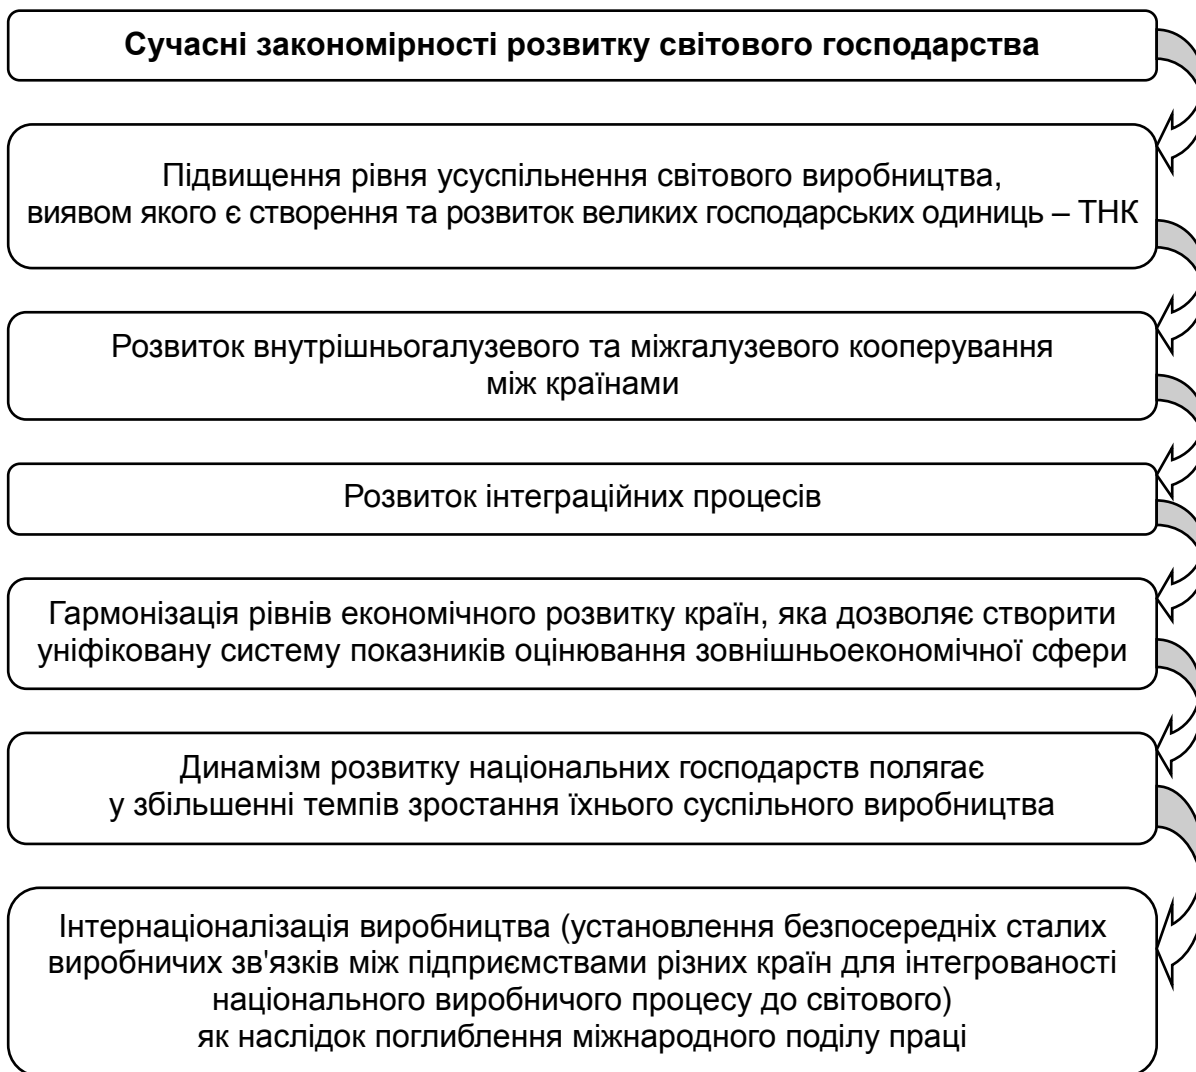 Сучасні закономірності розвитку світового господарства
Підвищення рівня усуспільнення світового виробництва,
виявом якого є створення та розвиток великих господарських одиниць – ТНК
Розвиток внутрішньогалузевого та міжгалузевого кооперування
між країнами
Розвиток інтеграційних процесів
Гармонізація рівнів економічного розвитку країн, яка дозволяє створити
уніфіковану систему показників оцінювання зовнішньоекономічної сфери
Динамізм розвитку національних господарств полягає
у збільшенні темпів зростання їхнього суспільного виробництва
Інтернаціоналізація виробництва (установлення безпосередніх сталих
виробничих зв'язків між підприємствами різних країн для інтегрованості
національного виробничого процесу до світового)
як наслідок поглиблення міжнародного поділу праці